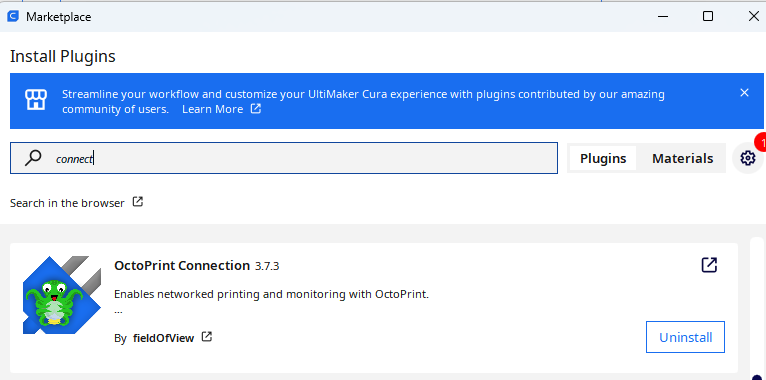 Marketplace
Install Plugins
Streamline your workflow and customize your UltiMaker Cura experience with plugins contributed by our amazing
community of users. Learn More
connect
Plugins
Materials
1
Search in the browser
OctoPrint Connection 3.7.3
Enables networked printing and monitoring with OctoPrint.
...
By fieldOfView
Uninstall